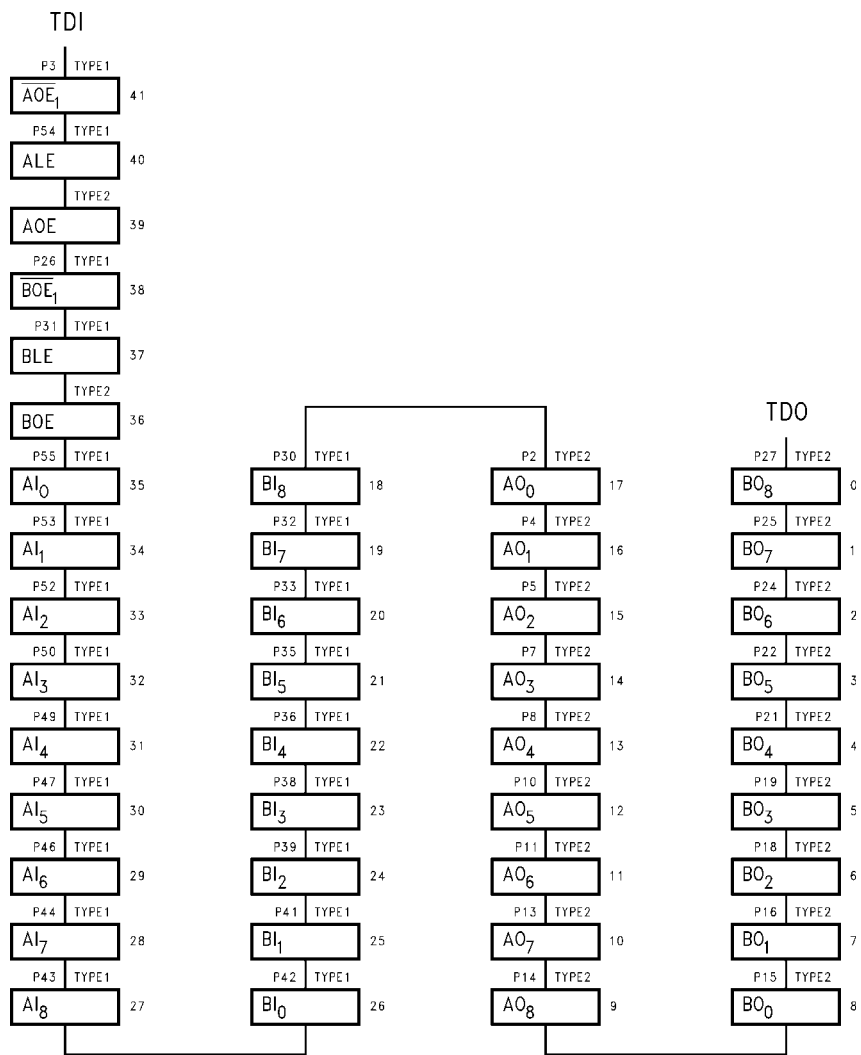 TDI
P3 TYPE1
AOE1 41
P54 TYPE1
ALE 40
TYPE2
AOE 39
P26 TYPE1
BOE1 38
P31 TYPE1
BLE 37
TYPE2
BOE 36
P55 TYPE1
AI0 35
P53 TYPE1
AI1 34
P52 TYPE1
AI2 33
P50 TYPE1
AI3 32
P49 TYPE1
AI4 31
P47 TYPE1
AI5 30
P46 TYPE1
AI6 29
P44 TYPE1
AI7 28
P43 TYPE1
AI8 27
P30 TYPE1
BI8 18
P32 TYPE1
BI7 19
P33 TYPE1
BI6 20
P35 TYPE1
BI5 21
P36 TYPE1
BI4 22
P38 TYPE1
BI3 23
P39 TYPE1
BI2 24
P41 TYPE1
BI1 25
P42 TYPE1
BI0 26
P2 TYPE2
AO0 17
P4 TYPE2
AO1 16
P5 TYPE2
AO2 15
P7 TYPE2
AO3 14
P8 TYPE2
AO4 13
P10 TYPE2
AO5 12
P11 TYPE2
AO6 11
P13 TYPE2
AO7 10
P14 TYPE2
AO8 9
TDO
P27 TYPE2
BO8 0
P25 TYPE2
BO7 1
P24 TYPE2
BO6 2
P22 TYPE2
BO5 3
P21 TYPE2
BO4 4
P19 TYPE2
BO3 5
P18 TYPE2
BO2 6
P16 TYPE2
BO1 7
P15 TYPE2
BO0 8